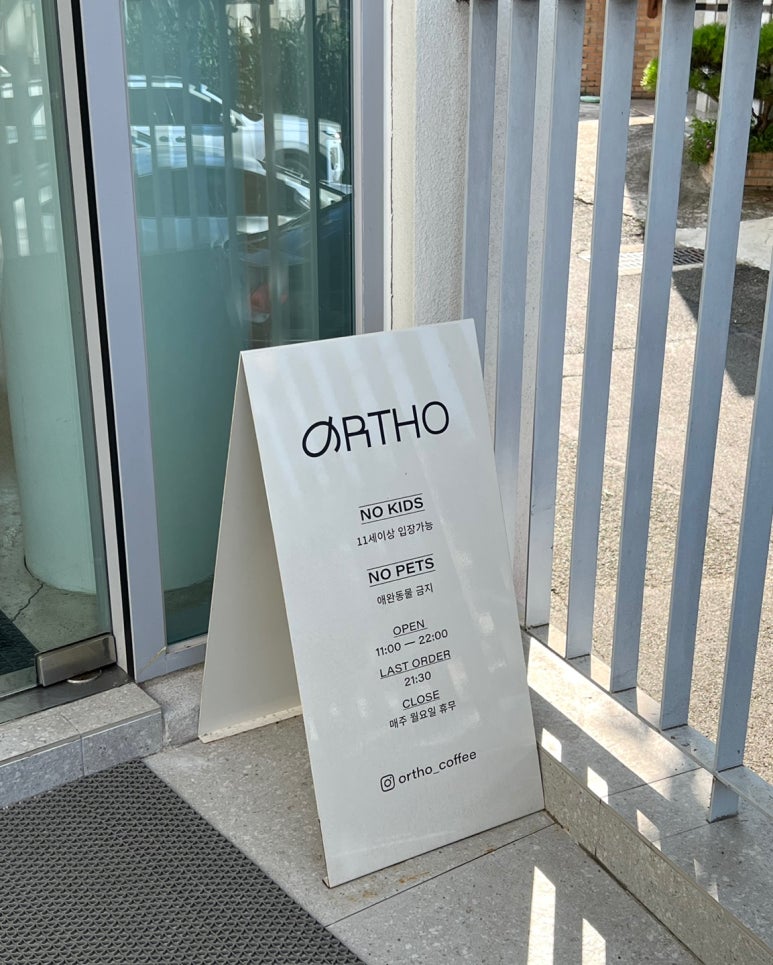 ORTHO
NO KIDS
11세이상 입장가능
NO PETS
애완동물 금지
OPEN
11:00 — 22:00
LAST ORDER
21:30
CLOSE
매주 월요일 휴무
ortho_coffee